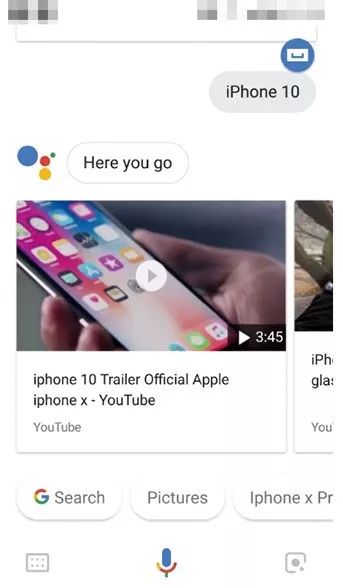 iPhone 10
Here you go
3:45
iphone 10 Trailer Official Apple
iphone x - YouTube
YouTube
iPh
glas
You
Search
Pictures
Iphone x Pr